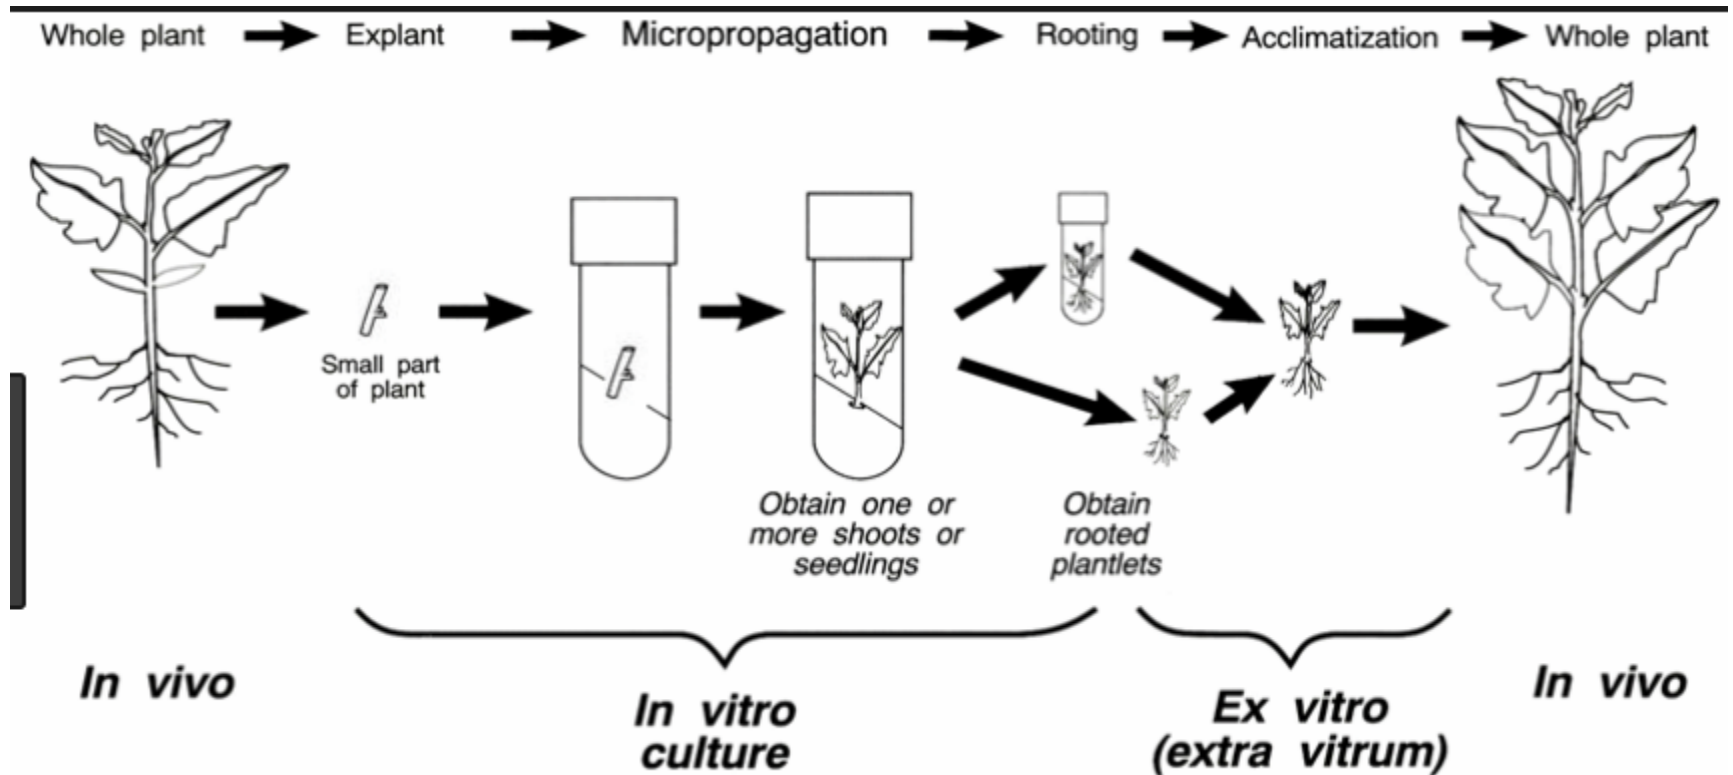 Whole plant Explant Micropropagation Rooting Acclimatization Whole plant
Small part
of plant
Obtain one or
more shoots or
seedlings
Obtain
rooted
plantlets
In vivo
In vitro
culture
Ex vitro
(extra vitrum)
In vivo